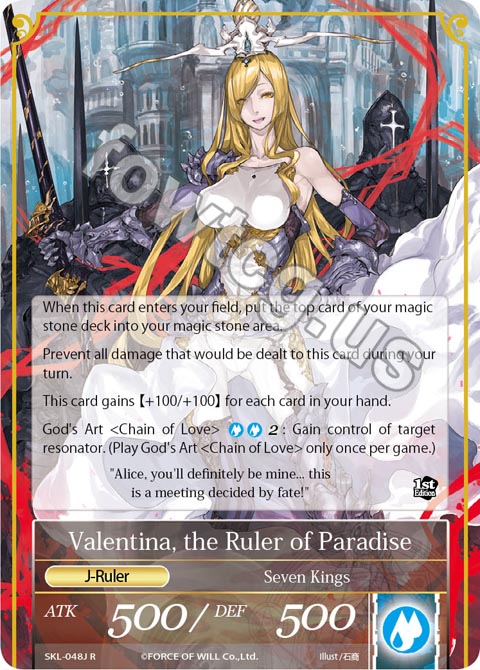 When this card enters your field, put the top card of your magic
stone deck into your magic stone area.
Prevent all damage that would be dealt to this card during your
turn.
This card gains 【+100/+100】 for each card in your hand.
God's Art <Chain of Love> 2 : Gain control of target
resonator. (Play God's Art <Chain of Love> only once per game.)
"Alice, you'll definitely be mine... this
is a meeting decided by fate!"
1st
Edition
Valentina, the Ruler of Paradise
J-Ruler
Seven Kings
ATK 500 / DEF 500
SKL-048J R
©FORCE OF WILL Co.,Ltd.
Illust/石商
fowtcg.us